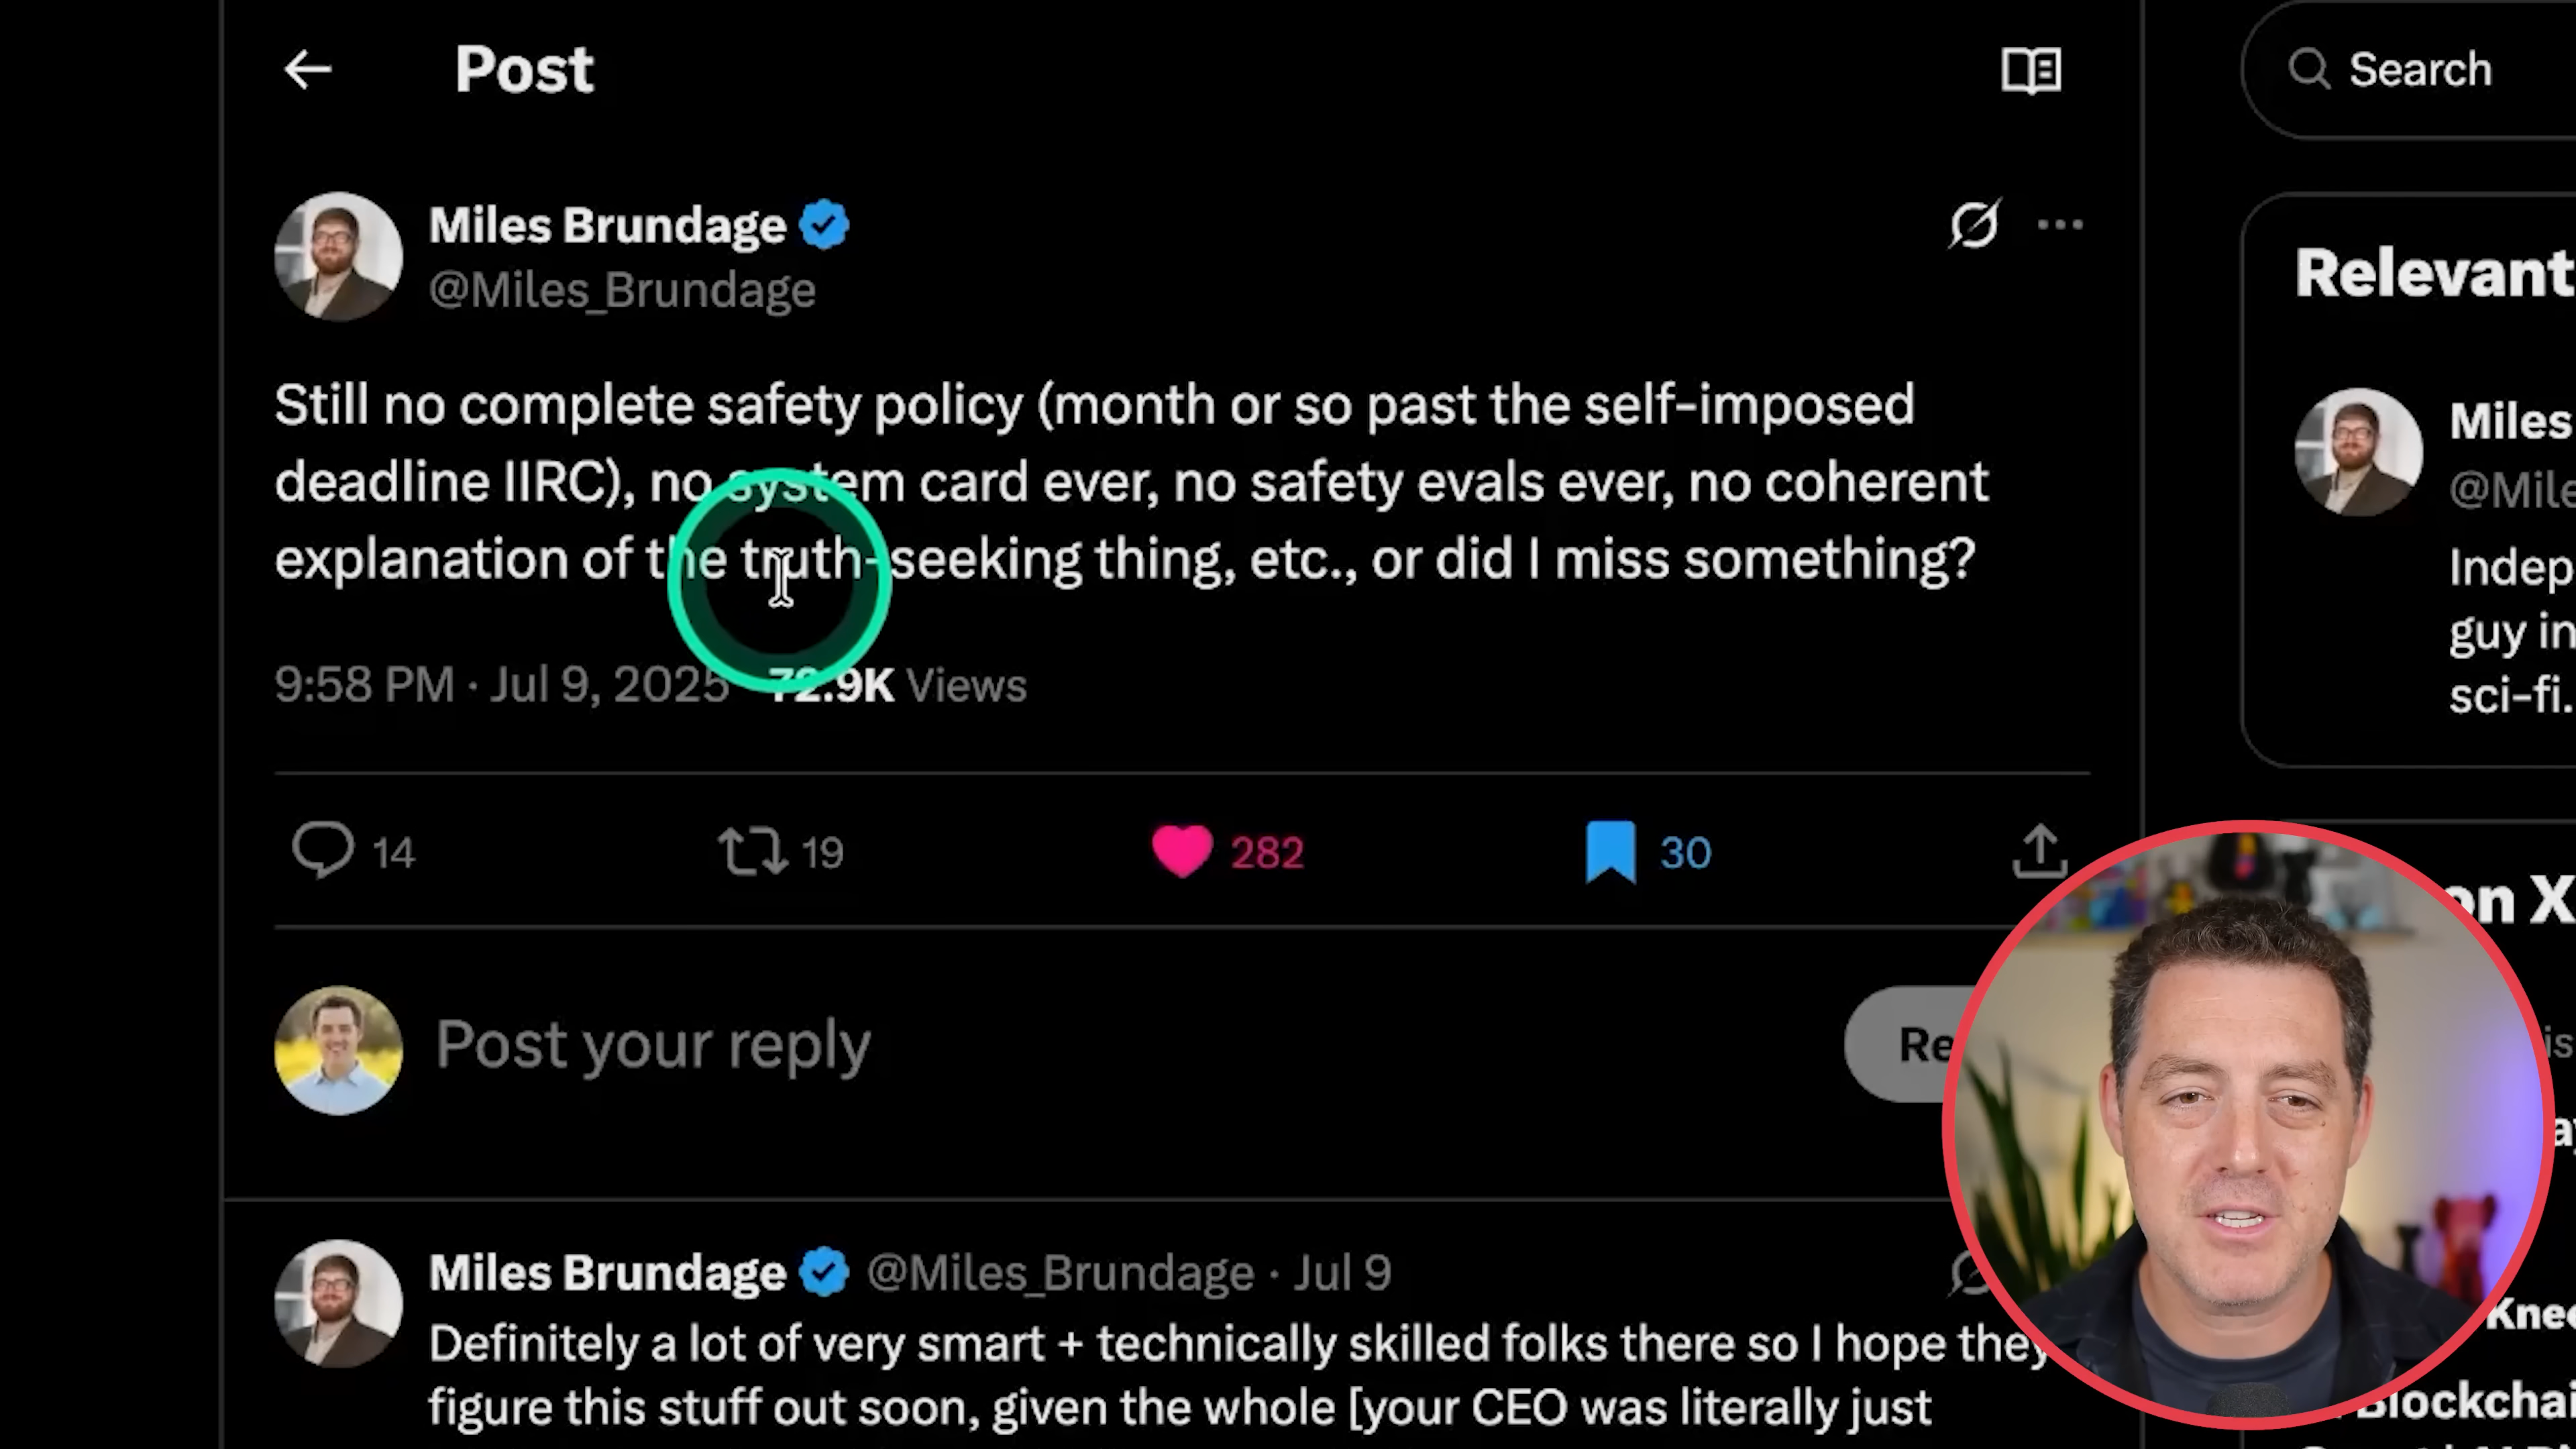 Post
Search
Miles Brundage
@Miles_Brundage
Still no complete safety policy (month or so past the self-imposed
deadline IIRC), no system card ever, no safety evals ever, no coherent
explanation of the truth-seeking thing, etc., or did I miss something?
9:58 PM · Jul 9, 2025
72.9K Views
14
19
282
30
Post your reply
Miles Brundage @Miles_Brundage · Jul 9
Definitely a lot of very smart + technically skilled folks there so I hope they
figure this stuff out soon, given the whole [your CEO was literally just
Relevant
Miles
guy in
sci-fi.
on X